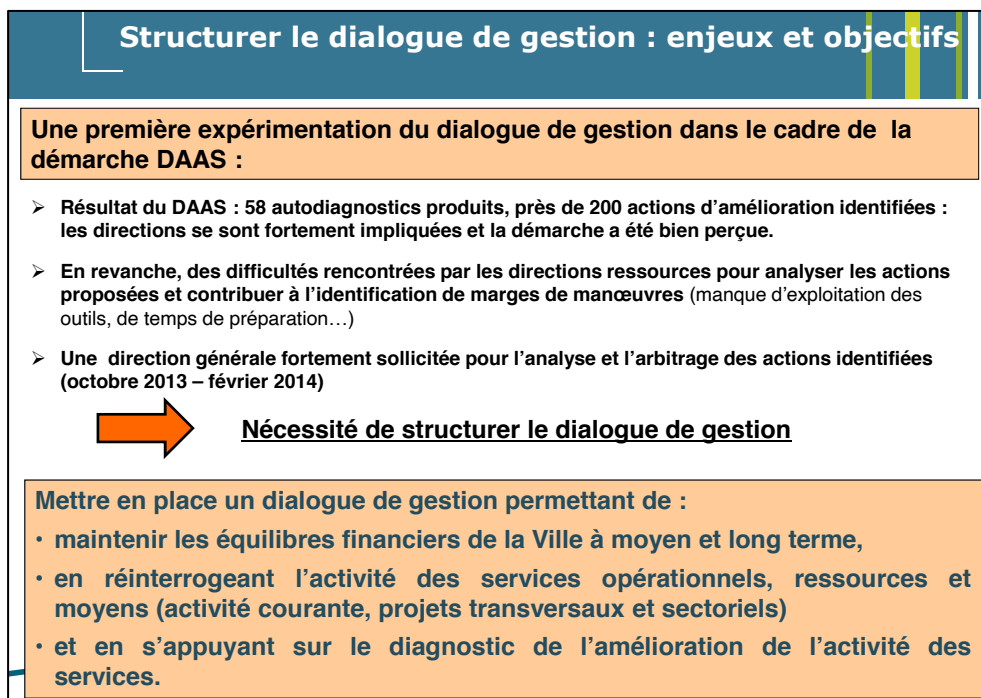 Structurer le dialogue de gestion : enjeux et objectifs
Une première expérimentation du dialogue de gestion dans le cadre de la
démarche DAAS :
➢ Résultat du DAAS : 58 autodiagnostics produits, près de 200 actions d’amélioration identifiées :
les directions se sont fortement impliquées et la démarche a été bien perçue.
➢ En revanche, des difficultés rencontrées par les directions ressources pour analyser les actions
proposées et contribuer à l’identification de marges de manœuvres (manque d’exploitation des
outils, de temps de préparation…)
➢ Une direction générale fortement sollicitée pour l’analyse et l’arbitrage des actions identifiées
(octobre 2013 – février 2014)
Nécessité de structurer le dialogue de gestion
Mettre en place un dialogue de gestion permettant de :
• maintenir les équilibres financiers de la Ville à moyen et long terme,
• en réinterrogeant l’activité des services opérationnels, ressources et
moyens (activité courante, projets transversaux et sectoriels)
• et en s’appuyant sur le diagnostic de l’amélioration de l’activité des
services.